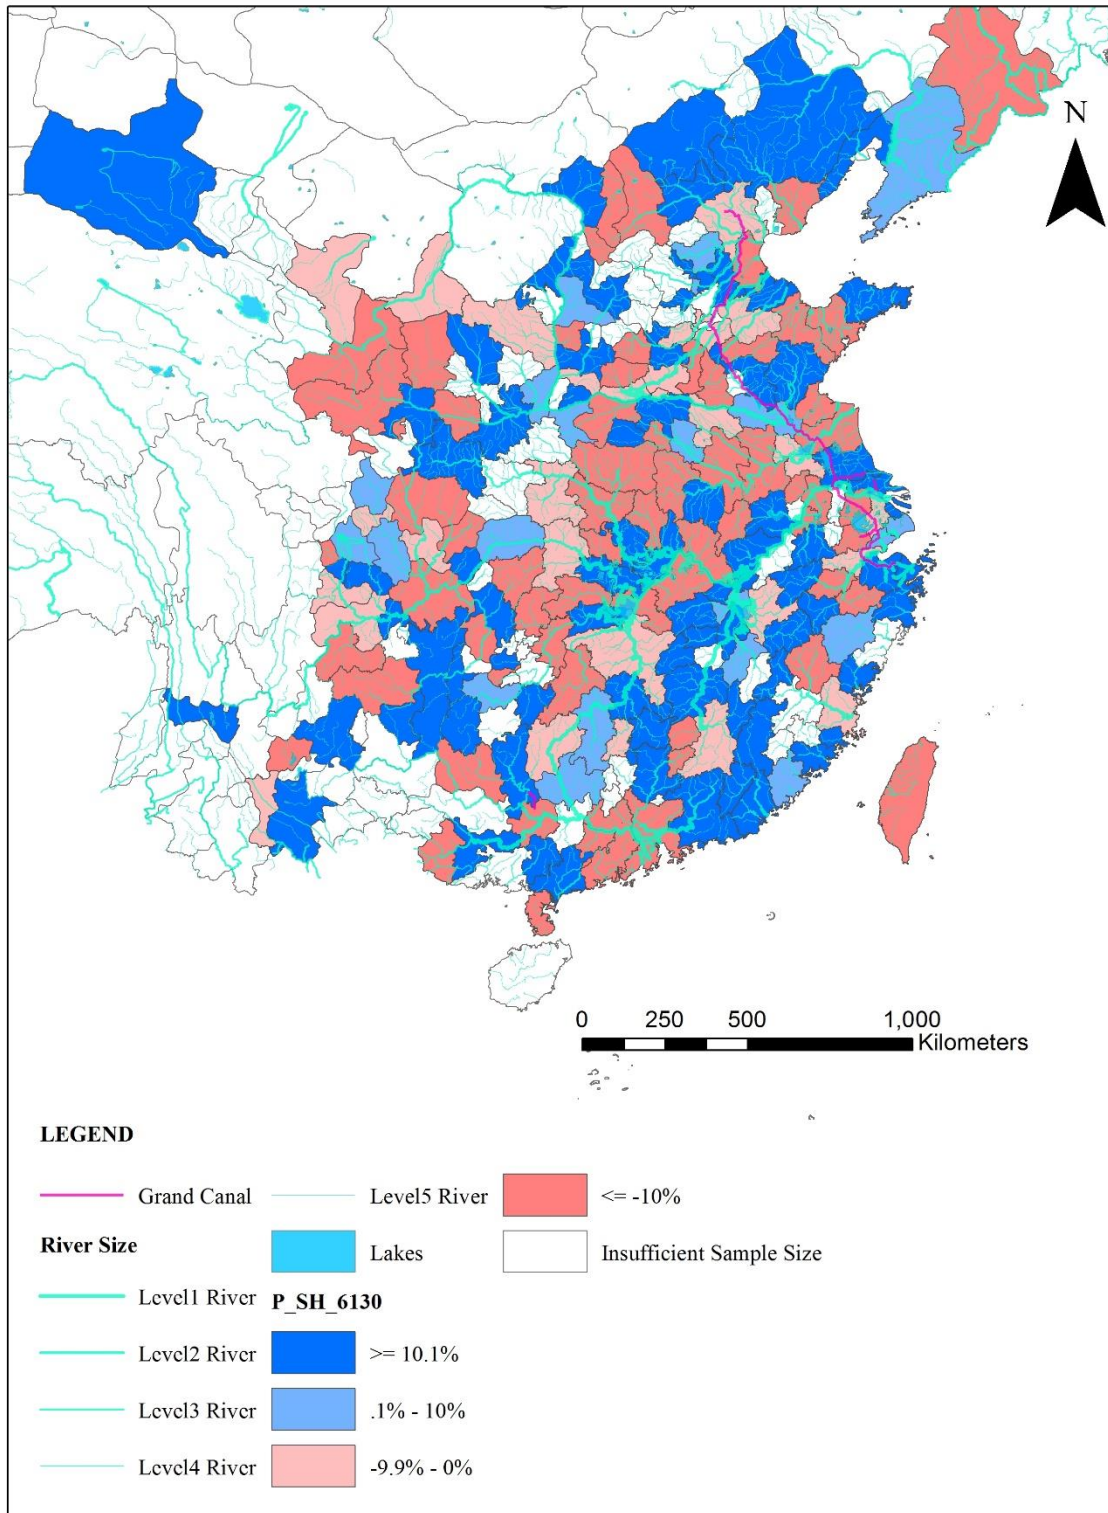 N
0 250 500 1,000
Kilometers
LEGEND
Grand Canal
Level5 River
<= -10%
River Size
Lakes
Insufficient Sample Size
Level1 River
P_SH_6130
Level2 River
>= 10.1%
Level3 River
.1% - 10%
Level4 River
-9.9% - 0%